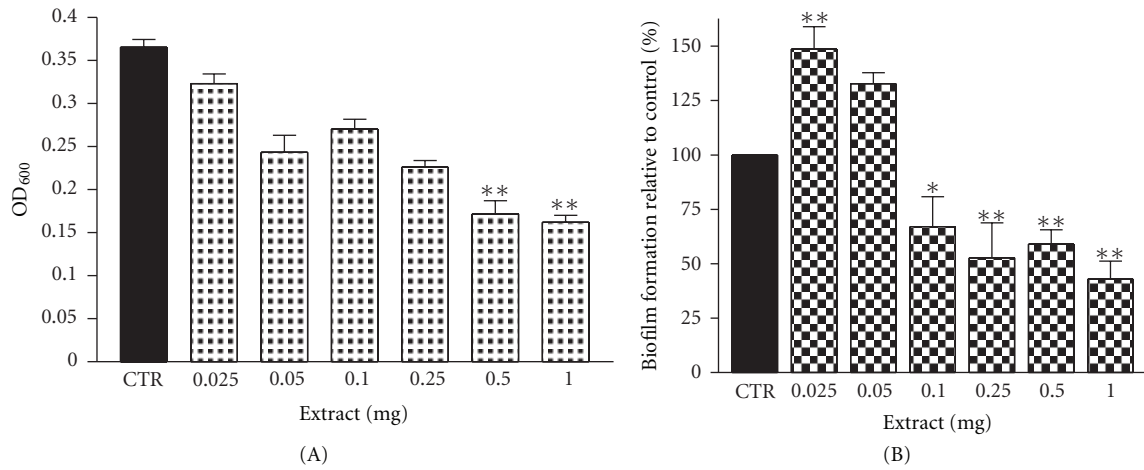 0.4
0.35
0.3
0.25
0.2
0.15
0.1
0.05
0
OD600
** **
CTR 0.025 0.05 0.1 0.25 0.5 1
Extract (mg)
(A)
150
125
100
75
50
25
0
Biofilm formation relative to control (%)
** * ** ** **
CTR 0.025 0.05 0.1 0.25 0.5 1
Extract (mg)
(B)